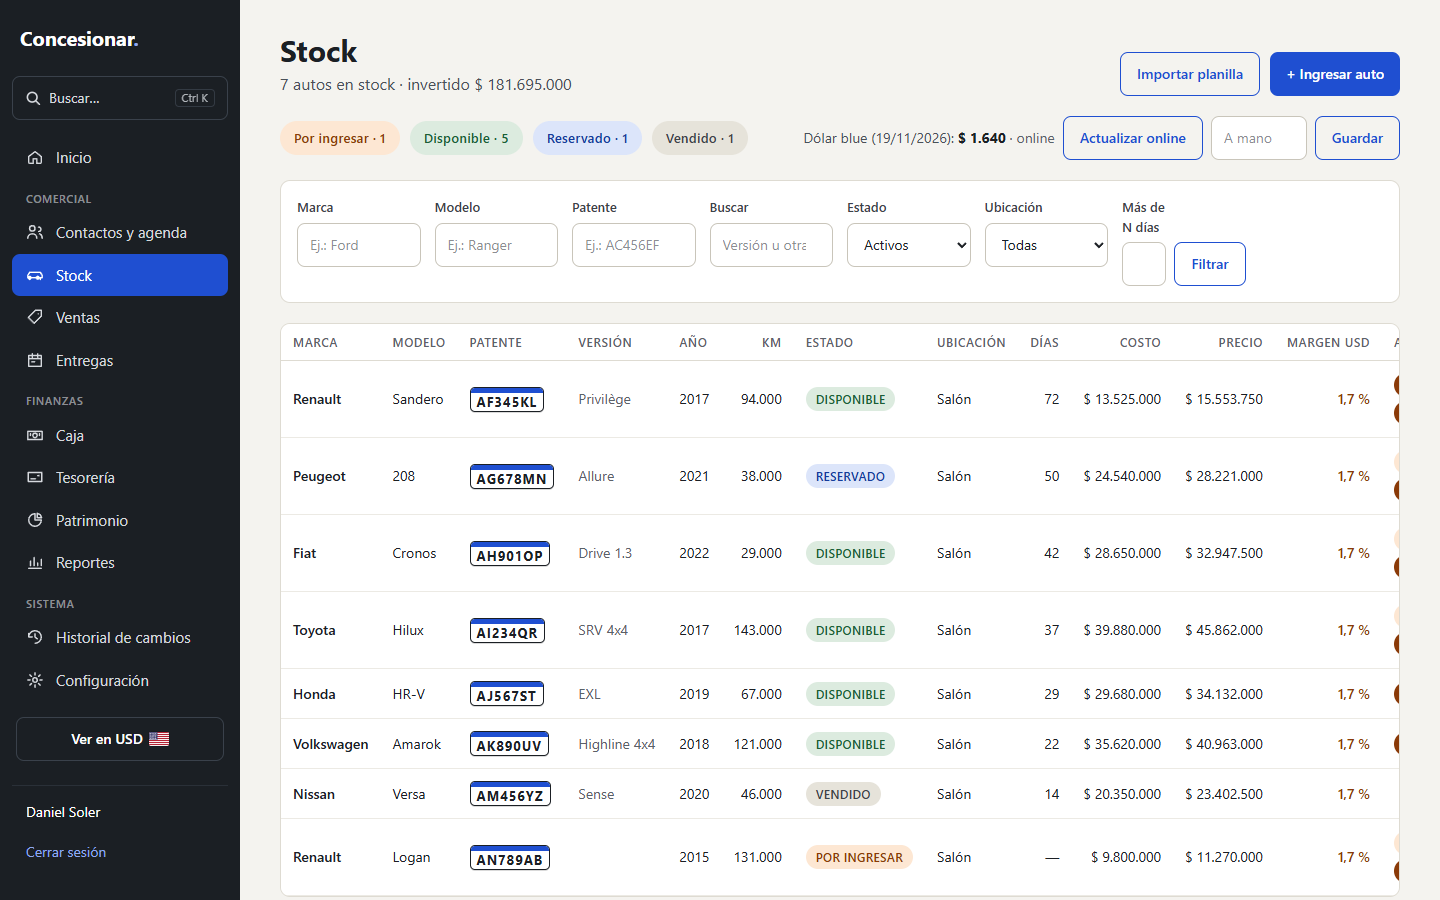 Concesionar.
Buscar... Ctrl K
Inicio
COMERCIAL
Contactos y agenda
Stock
Ventas
Entregas
FINANZAS
Caja
Tesorería
Patrimonio
Reportes
SISTEMA
Historial de cambios
Configuración
Ver en USD
Daniel Soler
Cerrar sesión
Stock
7 autos en stock · invertido $ 181.695.000
Importar planilla
+ Ingresar auto
Por ingresar · 1
Disponible · 5
Reservado · 1
Vendido · 1
Dólar blue (19/11/2026): $ 1.640 · online
Actualizar online
A mano
Guardar
Marca
Ej.: Ford
Modelo
Ej.: Ranger
Patente
Ej.: AC456EF
Buscar
Versión u otra
Estado
Activos
Ubicación
Todas
Más de
N días
Filtrar
MARCA MODELO PATENTE VERSIÓN AÑO KM ESTADO UBICACIÓN DÍAS COSTO PRECIO MARGEN USD
Renault Sandero AF345KL Privilège 2017 94.000 DISPONIBLE Salón 72 $ 13.525.000 $ 15.553.750 1,7 %
Peugeot 208 AG678MN Allure 2021 38.000 RESERVADO Salón 50 $ 24.540.000 $ 28.221.000 1,7 %
Fiat Cronos AH901OP Drive 1.3 2022 29.000 DISPONIBLE Salón 42 $ 28.650.000 $ 32.947.500 1,7 %
Toyota Hilux AI234QR SRV 4x4 2017 143.000 DISPONIBLE Salón 37 $ 39.880.000 $ 45.862.000 1,7 %
Honda HR-V AJ567ST EXL 2019 67.000 DISPONIBLE Salón 29 $ 29.680.000 $ 34.132.000 1,7 %
Volkswagen Amarok AK890UV Highline 4x4 2018 121.000 DISPONIBLE Salón 22 $ 35.620.000 $ 40.963.000 1,7 %
Nissan Versa AM456YZ Sense 2020 46.000 VENDIDO Salón 14 $ 20.350.000 $ 23.402.500 1,7 %
Renault Logan AN789AB 2015 131.000 POR INGRESAR Salón — $ 9.800.000 $ 11.270.000 1,7 %